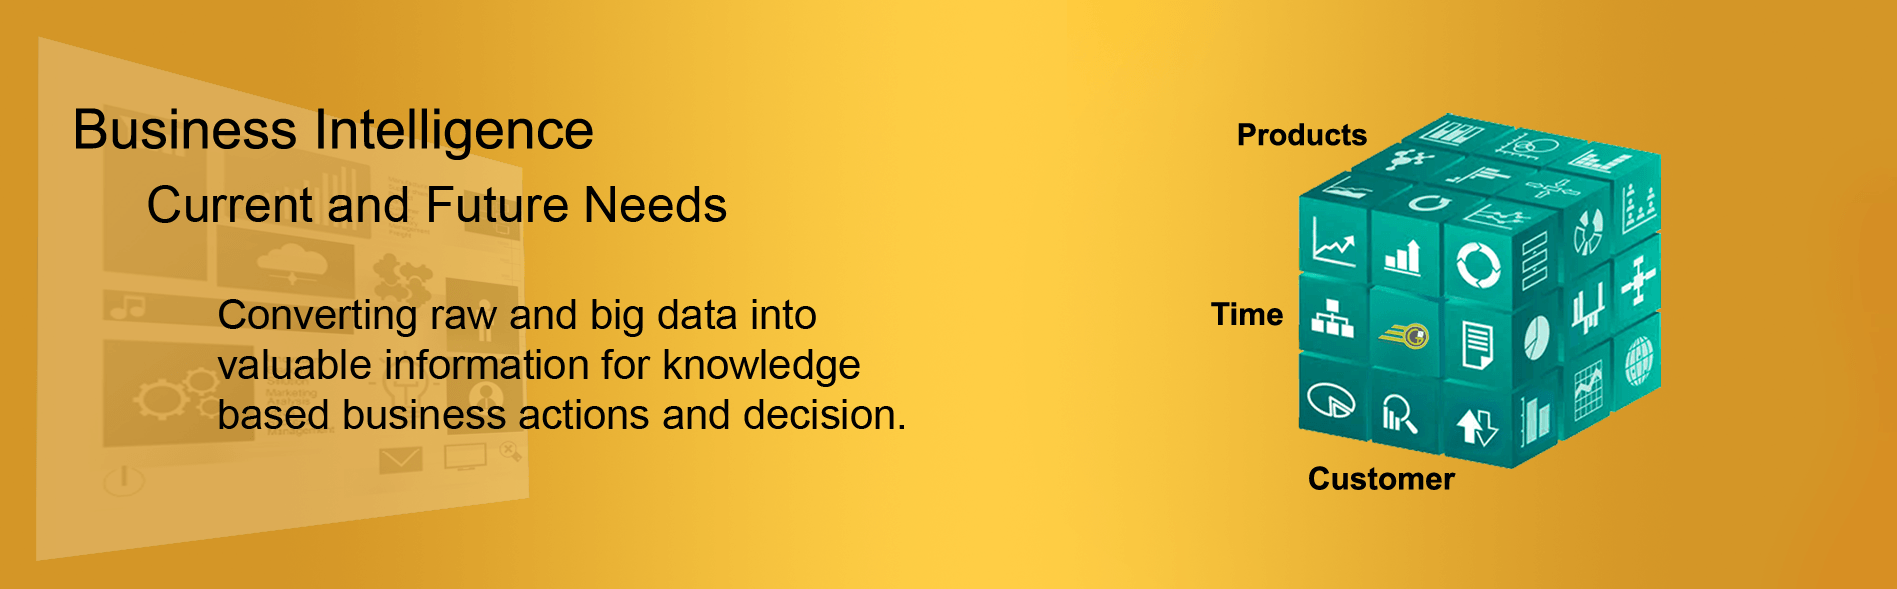 Business Intelligence
Current and Future Needs
Converting raw and big data into
valuable information for knowledge
based business actions and decision.
Products
Time
Customer